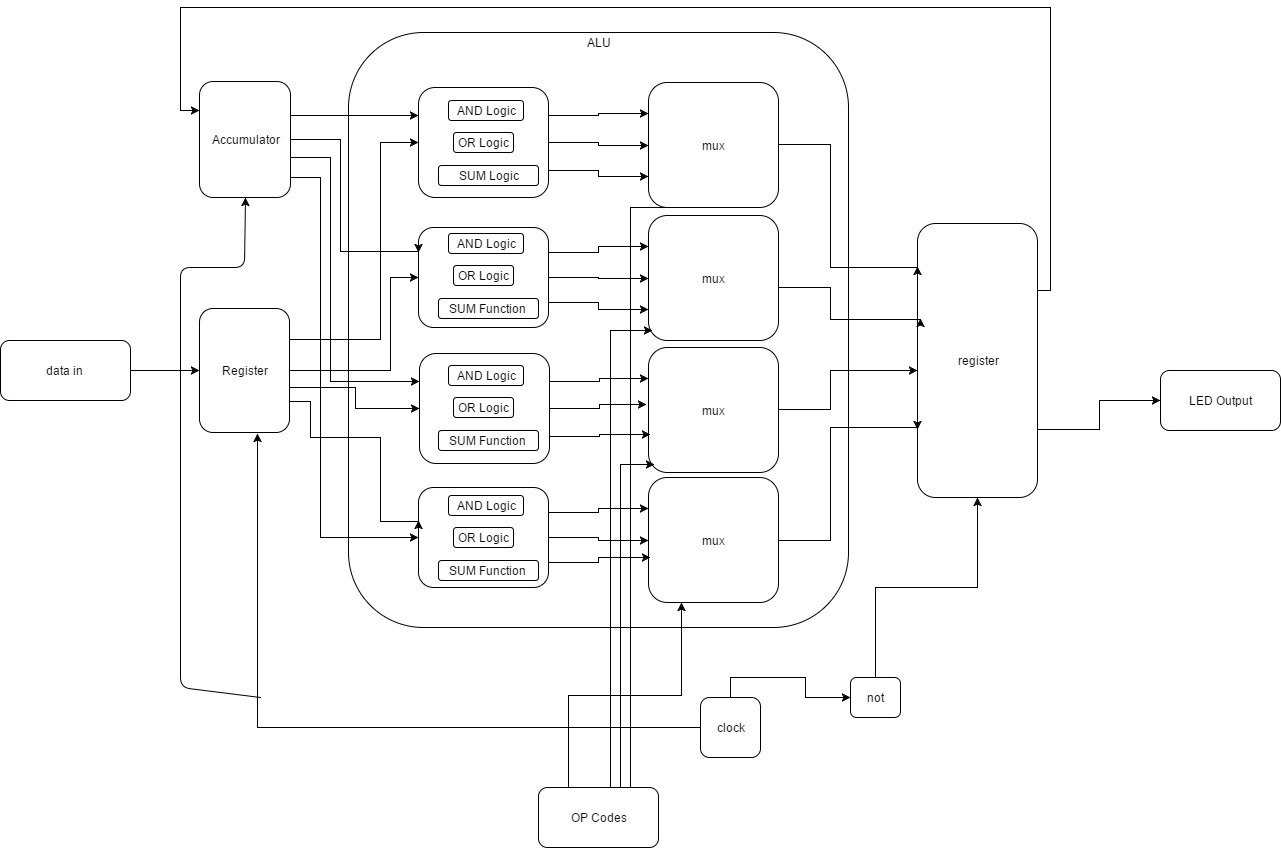 ALU
Accumulator
AND Logic
OR Logic
SUM Logic
mux
AND Logic
OR Logic
SUM Function
mux
data in
Register
AND Logic
OR Logic
SUM Function
mux
register
LED Output
AND Logic
OR Logic
SUM Function
mux
not
clock
OP Codes